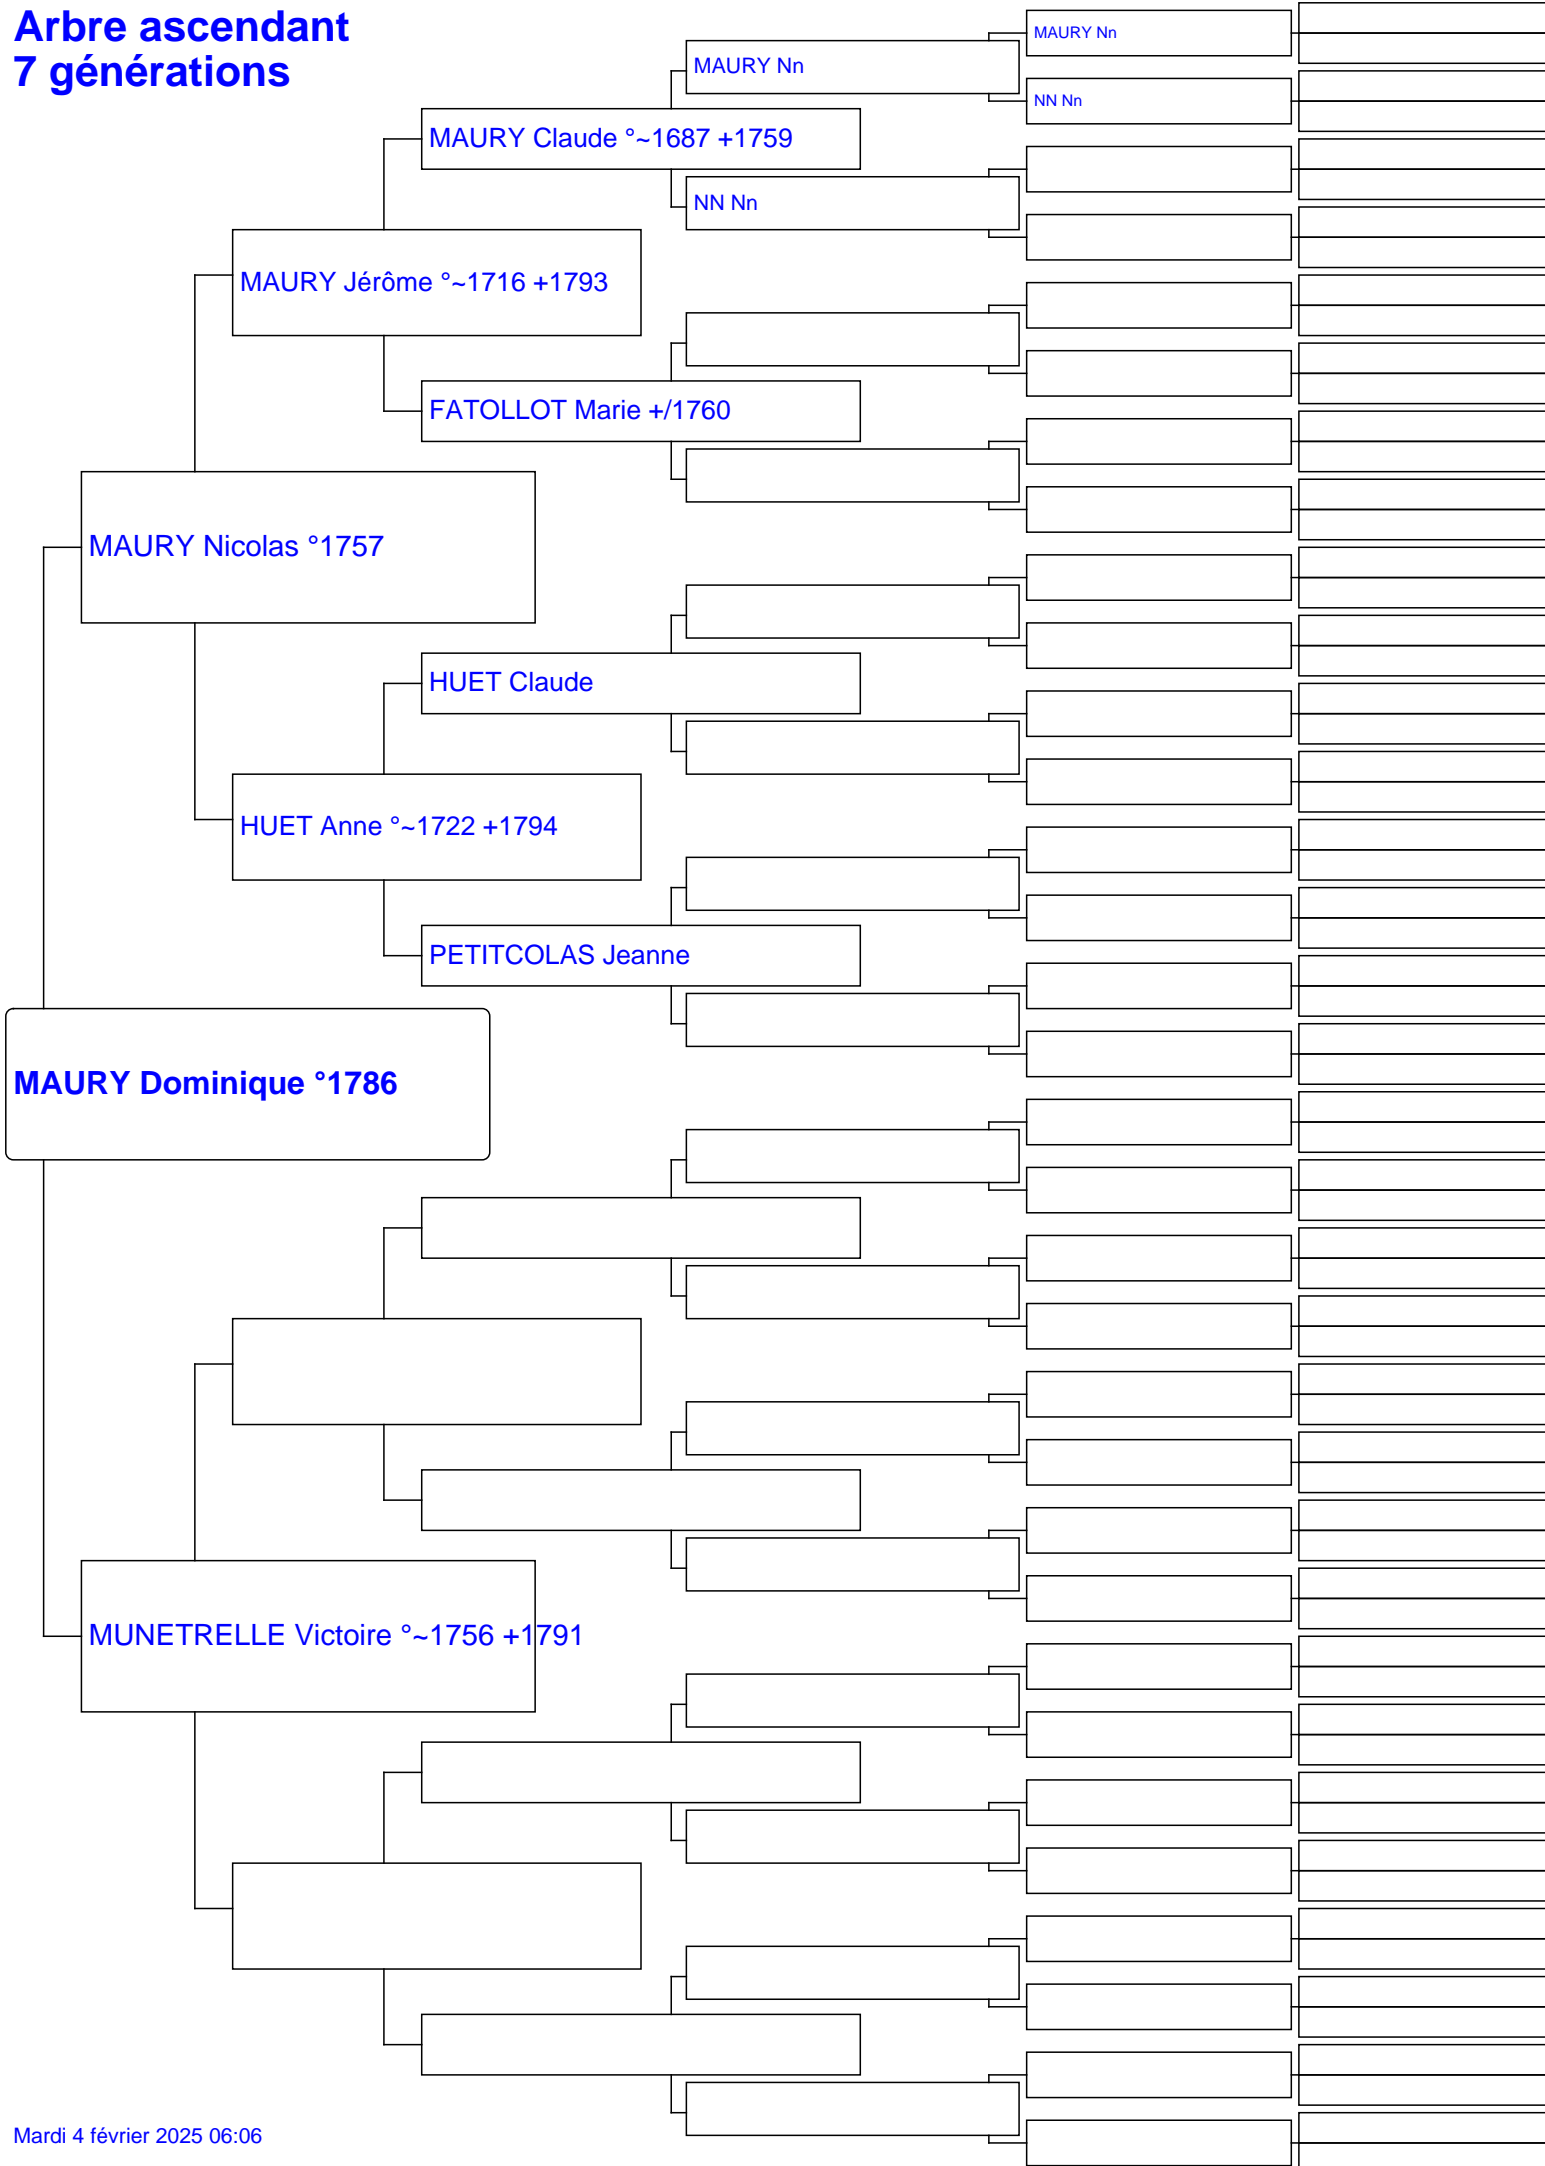 Arbre ascendant
7 générations
MAURY Nn
MAURY Nn
NN Nn
MAURY Claude °~1687 +1759
NN Nn
MAURY Jérôme °~1716 +1793
FATOLLOT Marie +/1760
MAURY Nicolas °1757
HUET Claude
HUET Anne °~1722 +1794
PETITCOLAS Jeanne
MAURY Dominique °1786
MUNETRELLE Victoire °~1756 +1791
Mardi 4 février 2025 06:06